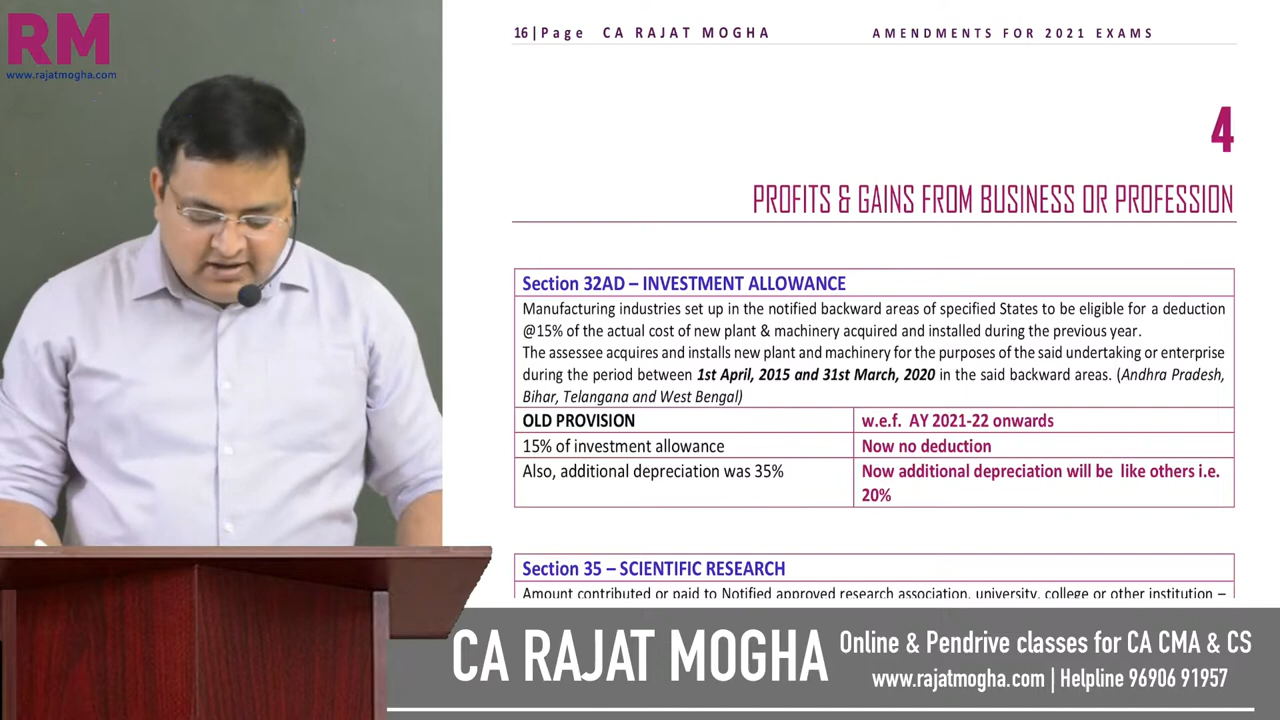 RM
www.rajatmogha.com
16|Page CA RAJAT MOGHA AMENDMENTS FOR 2021 EXAMS
4
PROFITS & GAINS FROM BUSINESS OR PROFESSION
Section 32AD – INVESTMENT ALLOWANCE
Manufacturing industries set up in the notified backward areas of specified States to be eligible for a deduction
@15% of the actual cost of new plant & machinery acquired and installed during the previous year.
The assessee acquires and installs new plant and machinery for the purposes of the said undertaking or enterprise
during the period between 1st April, 2015 and 31st March, 2020 in the said backward areas. (Andhra Pradesh,
Bihar, Telangana and West Bengal)
OLD PROVISION w.e.f. AY 2021-22 onwards
15% of investment allowance Now no deduction
Also, additional depreciation was 35% Now additional depreciation will be like others i.e.
20%
Section 35 – SCIENTIFIC RESEARCH
Amount contributed or paid to Notified approved research association, university, college or other institution –
CA RAJAT MOGHA
Online & Pendrive classes for CA CMA & CS
www.rajatmogha.com | Helpline 96906 91957